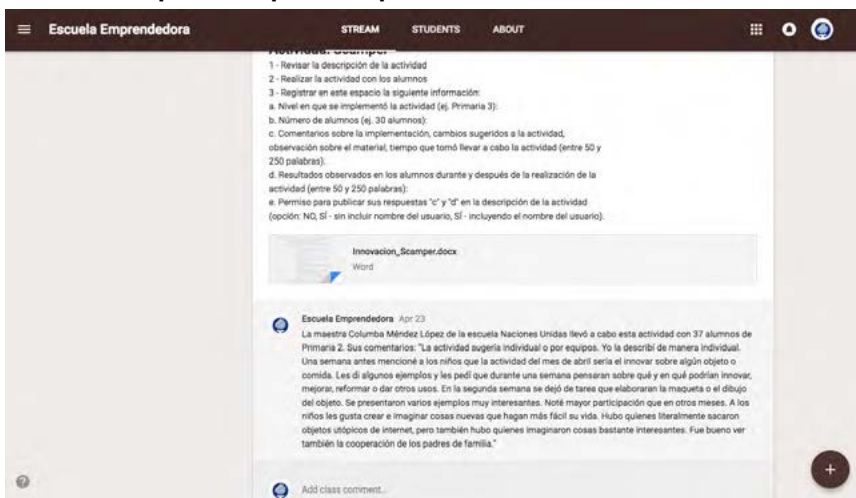 Escuela Emprendedora
STREAM STUDENTS ABOUT
Actividad: Scamper
1 - Revisar la descripción de la actividad
2 - Realizar la actividad con los alumnos
3 - Registrar en este espacio la siguiente información:
a. Nivel en que se implementó la actividad (ej. Primaria 3):
b. Número de alumnos (ej. 30 alumnos):
c. Comentarios sobre la implementación, cambios sugeridos a la actividad,
observación sobre el material, tiempo que tomó llevar a cabo la actividad (entre 50 y
250 palabras):
d. Resultados observados en los alumnos durante y después de la realización de la
actividad (entre 50 y 250 palabras):
e. Permiso para publicar sus respuestas "c" y "d" en la descripción de la actividad
(opción: NO, SÍ - sin incluir nombre del usuario, SÍ - incluyendo el nombre del usuario).
Innovacion_Scamper.docx
Word
Escuela Emprendedora Apr 23
La maestra Columba Méndez López de la escuela Naciones Unidas llevó a cabo esta actividad con 37 alumnos de
Primaria 2. Sus comentarios: "La actividad sugería individual o por equipos. Yo la describí de manera individual.
Una semana antes mencioné a los niños que la actividad del mes de abril sería el innovar sobre algún objeto o
comida. Les di algunos ejemplos y les pedí que durante una semana pensaran sobre qué y en qué podrían innovar,
mejorar, reformar o dar otros usos. En la segunda semana se dejó de tarea que elaboraran la maqueta o el dibujo
del objeto. Se presentaron varios ejemplos muy interesantes. Noté mayor participación que en otros meses. A los
niños les gusta crear e imaginar cosas nuevas que hagan más fácil su vida. Hubo quienes literalmente sacaron
objetos utópicos de internet, pero también hubo quienes imaginaron cosas bastante interesantes. Fue bueno ver
también la cooperación de los padres de familia."
Add class comment...